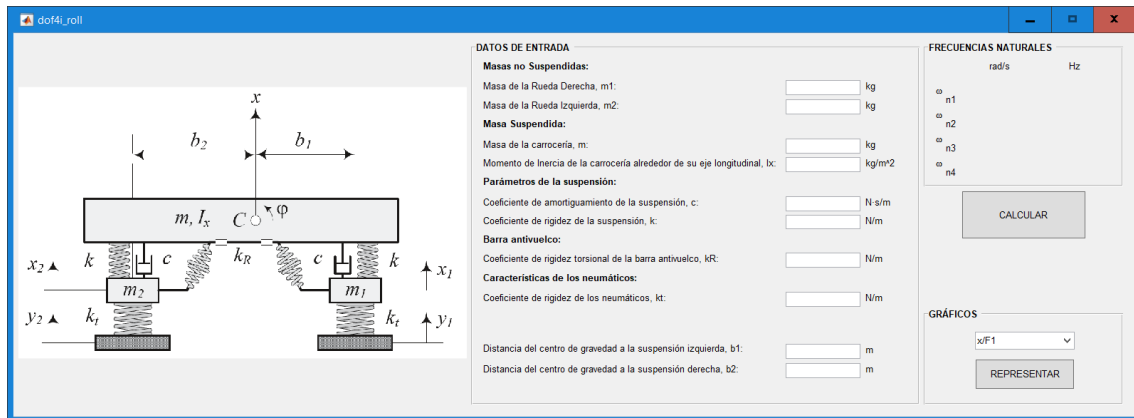 dof4i_roll
x
b2 b1
m, Ix C φ
x2 k c kR c k x1
m2 m1
y2 kt kt y1
DATOS DE ENTRADA
Masas no Suspendidas:
Masa de la Rueda Derecha, m1: kg
Masa de la Rueda Izquierda, m2: kg
Masa Suspendida:
Masa de la carrocería, m: kg
Momento de Inercia de la carrocería alrededor de su eje longitudinal, Ix: kg/m^2
Parámetros de la suspensión:
Coeficiente de amortiguamiento de la suspensión, c: N·s/m
Coeficiente de rigidez de la suspensión, k: N/m
Barra antivuelco:
Coeficiente de rigidez torsional de la barra antivuelco, kR: N/m
Características de los neumáticos:
Coeficiente de rigidez de los neumáticos, kt: N/m
Distancia del centro de gravedad a la suspensión izquierda, b1: m
Distancia del centro de gravedad a la suspensión derecha, b2: m
FRECUENCIAS NATURALES
rad/s Hz
ω n1
ω n2
ω n3
ω n4
CALCULAR
GRÁFICOS
x/F1
REPRESENTAR